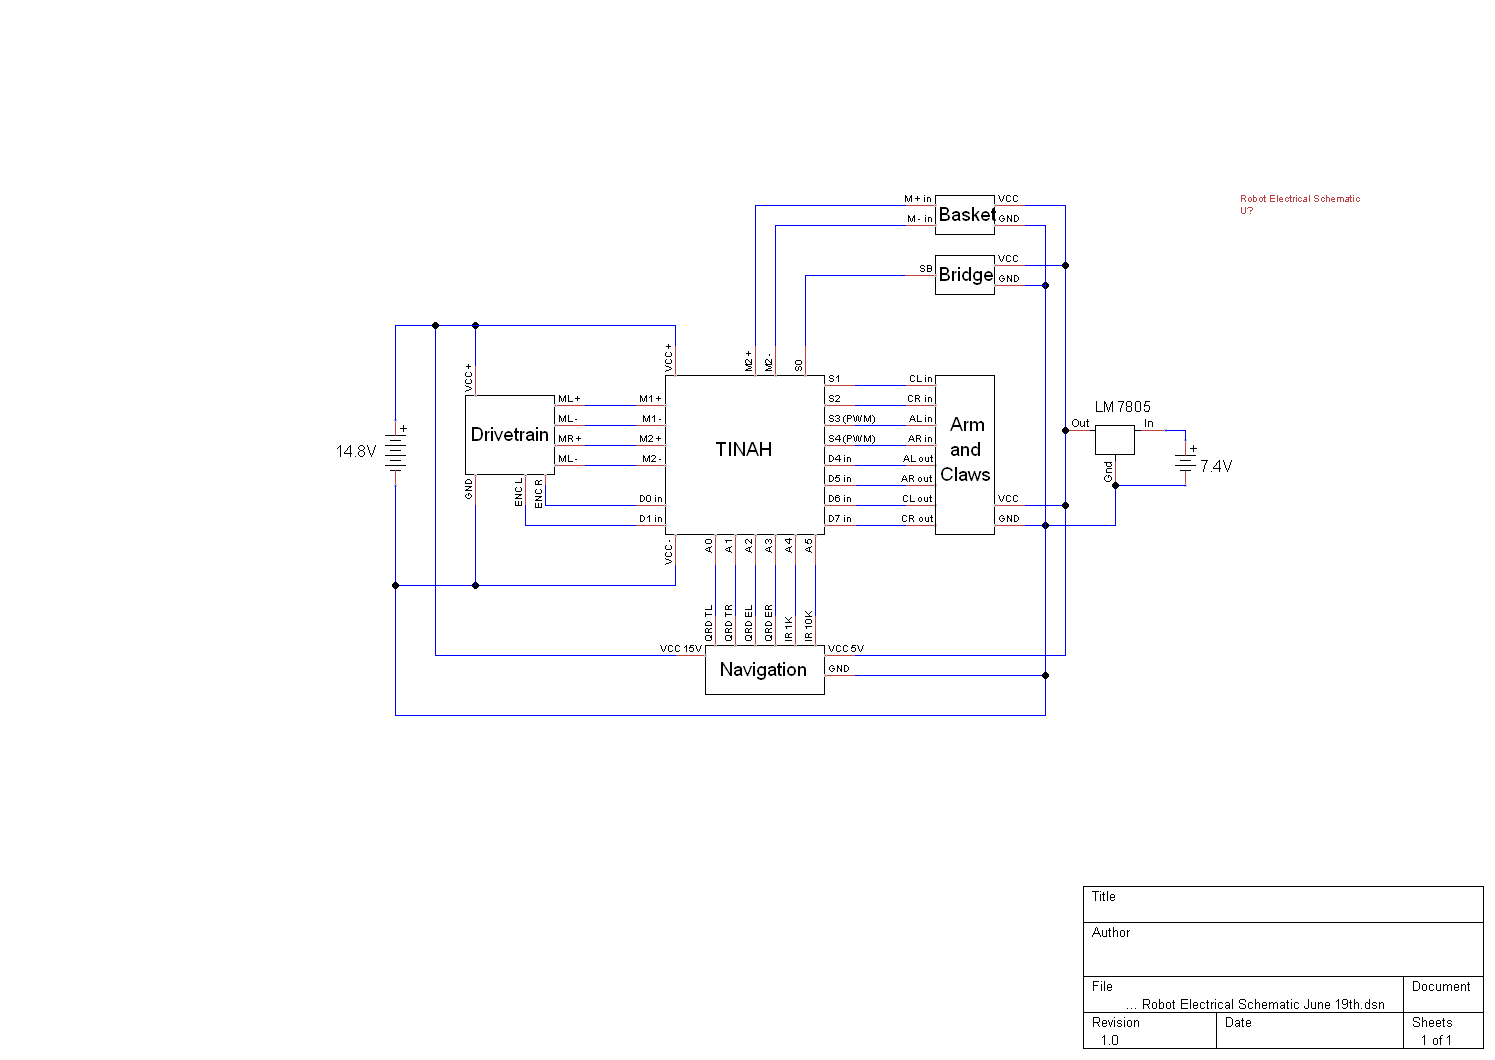 Robot Electrical Schematic
U?
M+ in
M- in
Basket
VCC
GND
SB
Bridge
VCC
GND
VCC+
VCC+
M2+
M2-
S0
14.8V
+
Drivetrain
ML+
ML-
MR+
ML-
GND
ENC L
ENC R
M1+
M1-
M2+
M2-
D0 in
D1 in
TINAH
S1
S2
S3 (PWM)
S4 (PWM)
D4 in
D5 in
D6 in
D7 in
CL in
CR in
AL in
AR in
AL out
AR out
CL out
CR out
Arm
and
Claws
VCC
GND
LM7805
Out
In
Gnd
+
7.4V
VCC-
A0
A1
A2
A3
A4
A5
QRD TL
QRD TR
QRD EL
QRD ER
IR 1K
IR 10K
VCC 15V
Navigation
VCC 5V
GND
Title
Author
File
... Robot Electrical Schematic June 19th.dsn
Document
Revision
1.0
Date
Sheets
1 of 1